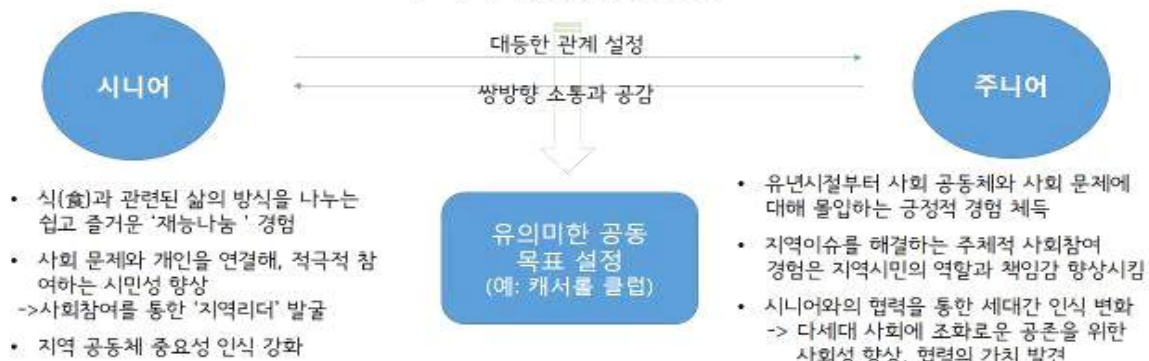 대등한 관계 설정
쌍방향 소통과 공감
시니어
주니어
• 식(食)과 관련된 삶의 방식을 나누는
쉽고 즐거운 '재능나눔 ' 경험
• 사회 문제와 개인을 연결해, 적극적 참
여하는 시민성 향상
->사회참여를 통한 '지역리더' 발굴
• 지역 공동체 중요성 인식 강화
유의미한 공동
목표 설정
(예: 캐서롤 클럽)
• 유년시절부터 사회 공동체와 사회 문제에
대해 몰입하는 긍정적 경험 체득
• 지역이슈를 해결하는 주체적 사회참여
경험은 지역시민의 역할과 책임감 향상시킴
• 시니어와의 협력을 통한 세대간 인식 변화
-> 다세대 사회에 조화로운 공존을 위한
사회성 향상, 협력의 가치 발견